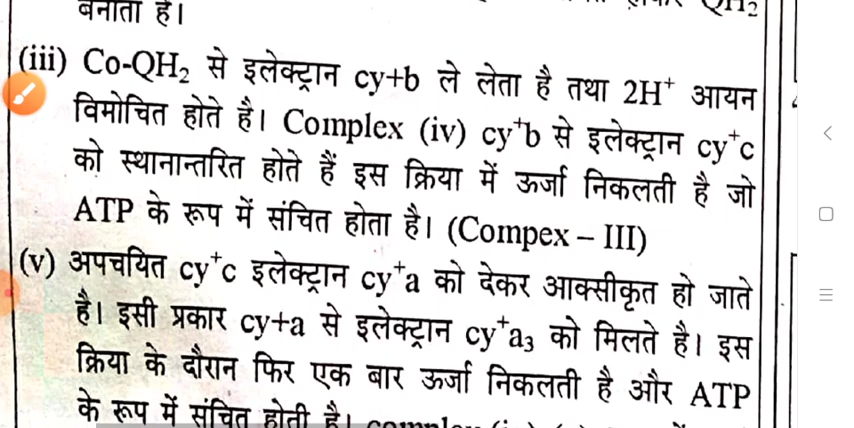 बनाता है।
QH₂
(iii) Co-QH₂ से इलेक्ट्रान cy+b ले लेता है तथा 2H⁺ आयन
विमोचित होते है। Complex (iv) cy⁺b से इलेक्ट्रान cy⁺c
को स्थानान्तरित होते हैं इस क्रिया में ऊर्जा निकलती है जो
ATP के रूप में संचित होता है। (Compex – III)
(v) अपचयित cy⁺c इलेक्ट्रान cy⁺a को देकर आक्सीकृत हो जाते
है। इसी प्रकार cy+a से इलेक्ट्रान cy⁺a₃ को मिलते है। इस
क्रिया के दौरान फिर एक बार ऊर्जा निकलती है और ATP
के रूप में संचित होती है।